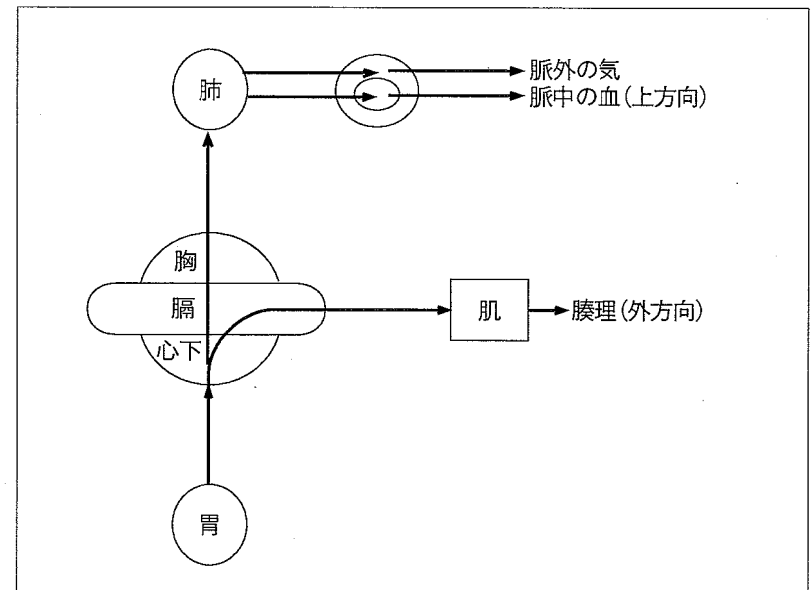 肺
脈外の気
脈中の血(上方向)
胸
膈
心下
肌
腠理(外方向)
胃